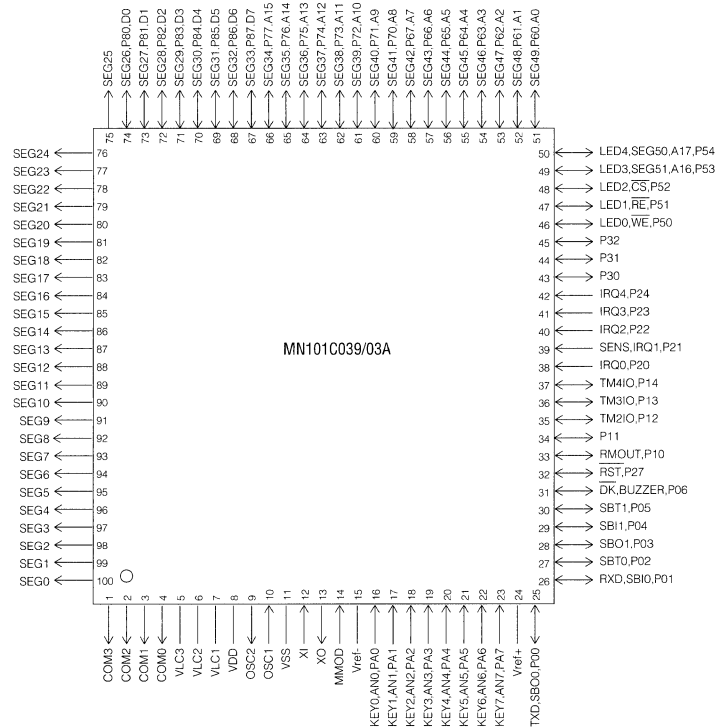 SEG25
SEG26,P80,D0
SEG27,P81,D1
SEG28,P82,D2
SEG29,P83,D3
SEG30,P84,D4
SEG31,P85,D5
SEG32,P86,D6
SEG33,P87,D7
SEG34,P77,A15
SEG35,P76,A14
SEG36,P75,A13
SEG37,P74,A12
SEG38,P73,A11
SEG39,P72,A10
SEG40,P71,A9
SEG41,P70,A8
SEG42,P67,A7
SEG43,P66,A6
SEG44,P65,A5
SEG45,P64,A4
SEG46,P63,A3
SEG47,P62,A2
SEG48,P61,A1
SEG49,P60,A0
75 74 73 72 71 70 69 68 67 66 65 64 63 62 61 60 59 58 57 56 55 54 53 52 51
SEG24 76 50 LED4,SEG50,A17,P54
SEG23 77 49 LED3,SEG51,A16,P53
SEG22 78 48 LED2,CS,P52
SEG21 79 47 LED1,RE,P51
SEG20 80 46 LED0,WE,P50
SEG19 81 45 P32
SEG18 82 44 P31
SEG17 83 43 P30
SEG16 84 42 IRQ4,P24
SEG15 85 41 IRQ3,P23
SEG14 86 40 IRQ2,P22
SEG13 87 39 SENS,IRQ1,P21
MN101C039/03A
SEG12 88 38 IRQ0,P20
SEG11 89 37 TM4IO,P14
SEG10 90 36 TM3IO,P13
SEG9 91 35 TM2IO,P12
SEG8 92 34 P11
SEG7 93 33 RMOUT,P10
SEG6 94 32 RST,P27
SEG5 95 31 DK,BUZZER,P06
SEG4 96 30 SBT1,P05
SEG3 97 29 SBI1,P04
SEG2 98 28 SBO1,P03
SEG1 99 27 SBT0,P02
SEG0 100 26 RXD,SBI0,P01
1 2 3 4 5 6 7 8 9 10 11 12 13 14 15 16 17 18 19 20 21 22 23 24 25
COM3
COM2
COM1
COM0
VLC3
VLC2
VLC1
VDD
OSC2
OSC1
VSS
XI
XO
MMOD
Vref-
KEY0,AN0,PA0
KEY1,AN1,PA1
KEY2,AN2,PA2
KEY3,AN3,PA3
KEY4,AN4,PA4
KEY5,AN5,PA5
KEY6,AN6,PA6
KEY7,AN7,PA7
Vref+
TXD,SBO0,P00